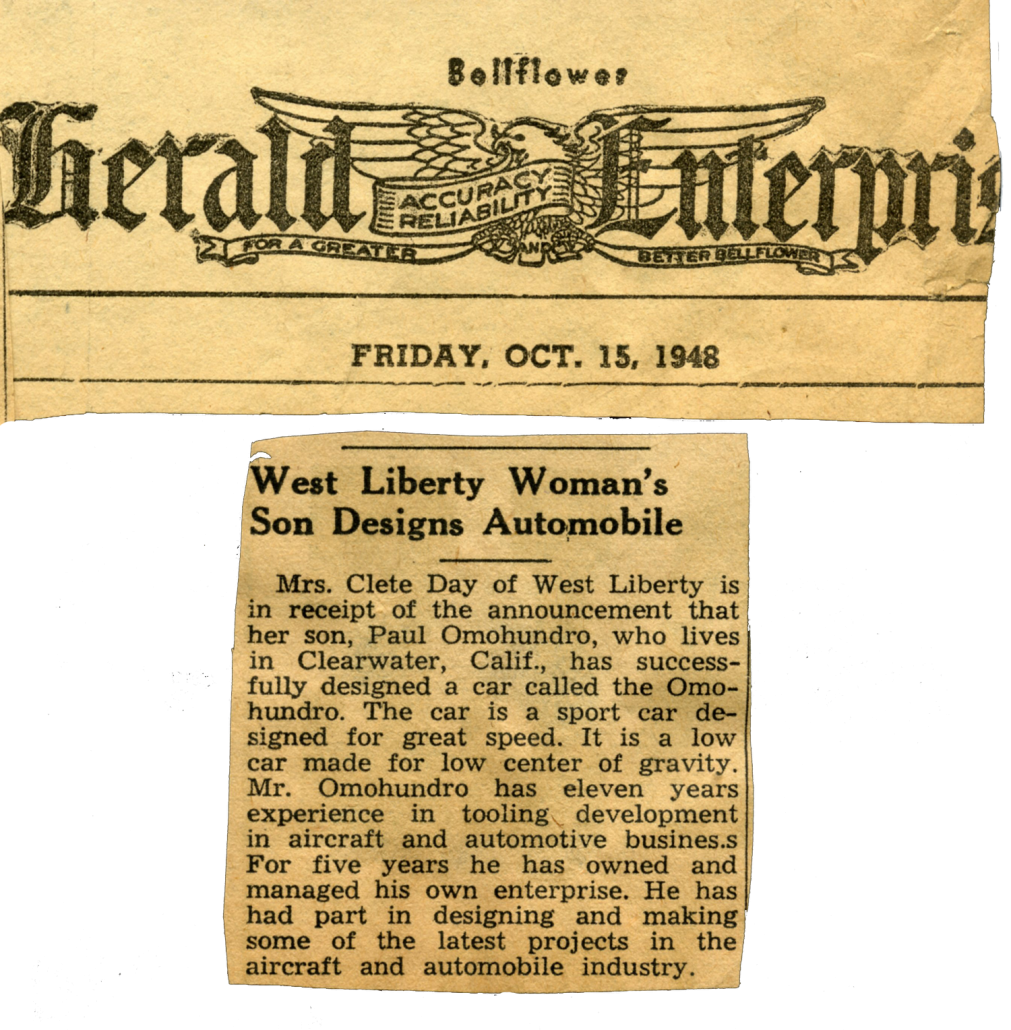 Bellflower
Herald Enterpris
ACCURACY
RELIABILITY
FOR A GREATER AND BETTER BELLFLOWER
FRIDAY, OCT. 15, 1948
West Liberty Woman's
Son Designs Automobile
Mrs. Clete Day of West Liberty is
in receipt of the announcement that
her son, Paul Omohundro, who lives
in Clearwater, Calif., has success-
fully designed a car called the Omo-
hundro. The car is a sport car de-
signed for great speed. It is a low
car made for low center of gravity.
Mr. Omohundro has eleven years
experience in tooling development
in aircraft and automotive busines.s
For five years he has owned and
managed his own enterprise. He has
had part in designing and making
some of the latest projects in the
aircraft and automobile industry.